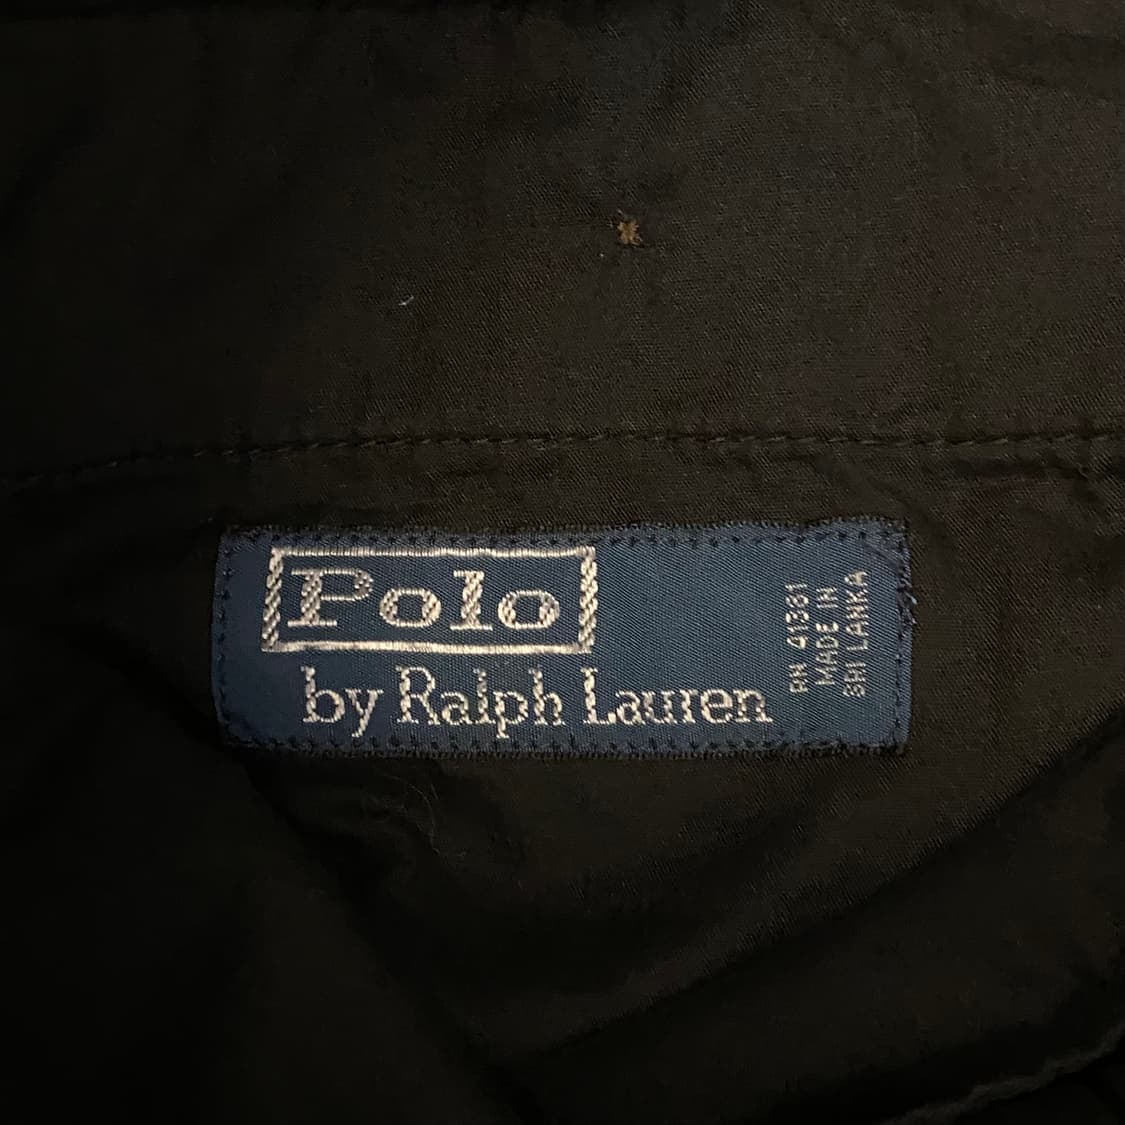 Polo
by Ralph Lauren
RN 41381
MADE IN
SRI LANKA